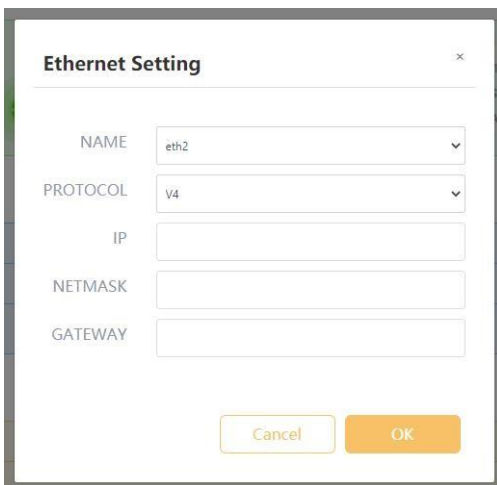 Ethernet Setting ×
NAME eth2
PROTOCOL V4
IP
NETMASK
GATEWAY
Cancel OK